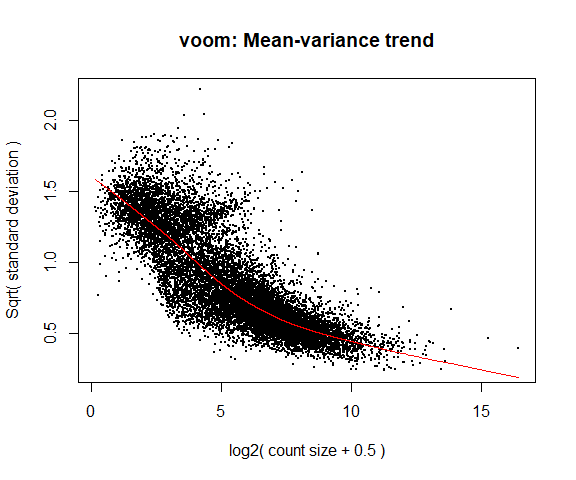 voom: Mean-variance trend
Sqrt( standard deviation )
2.0
1.5
1.0
0.5
0 5 10 15
log2( count size + 0.5 )